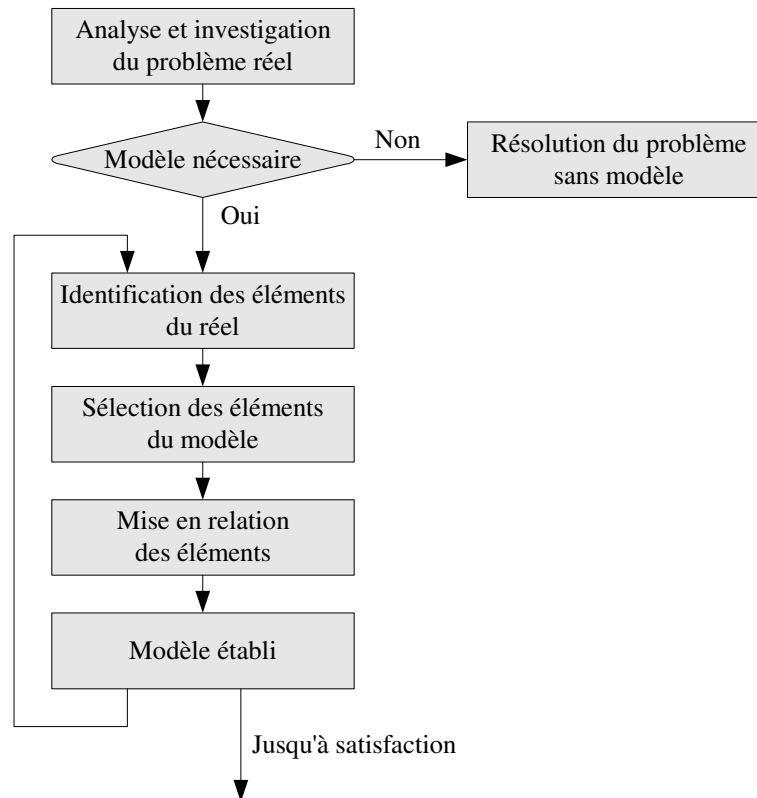 Analyse et investigation
du problème réel
Modèle nécessaire
Non
Résolution du problème
sans modèle
Oui
Identification des éléments
du réel
Sélection des éléments
du modèle
Mise en relation
des éléments
Modèle établi
Jusqu'à satisfaction